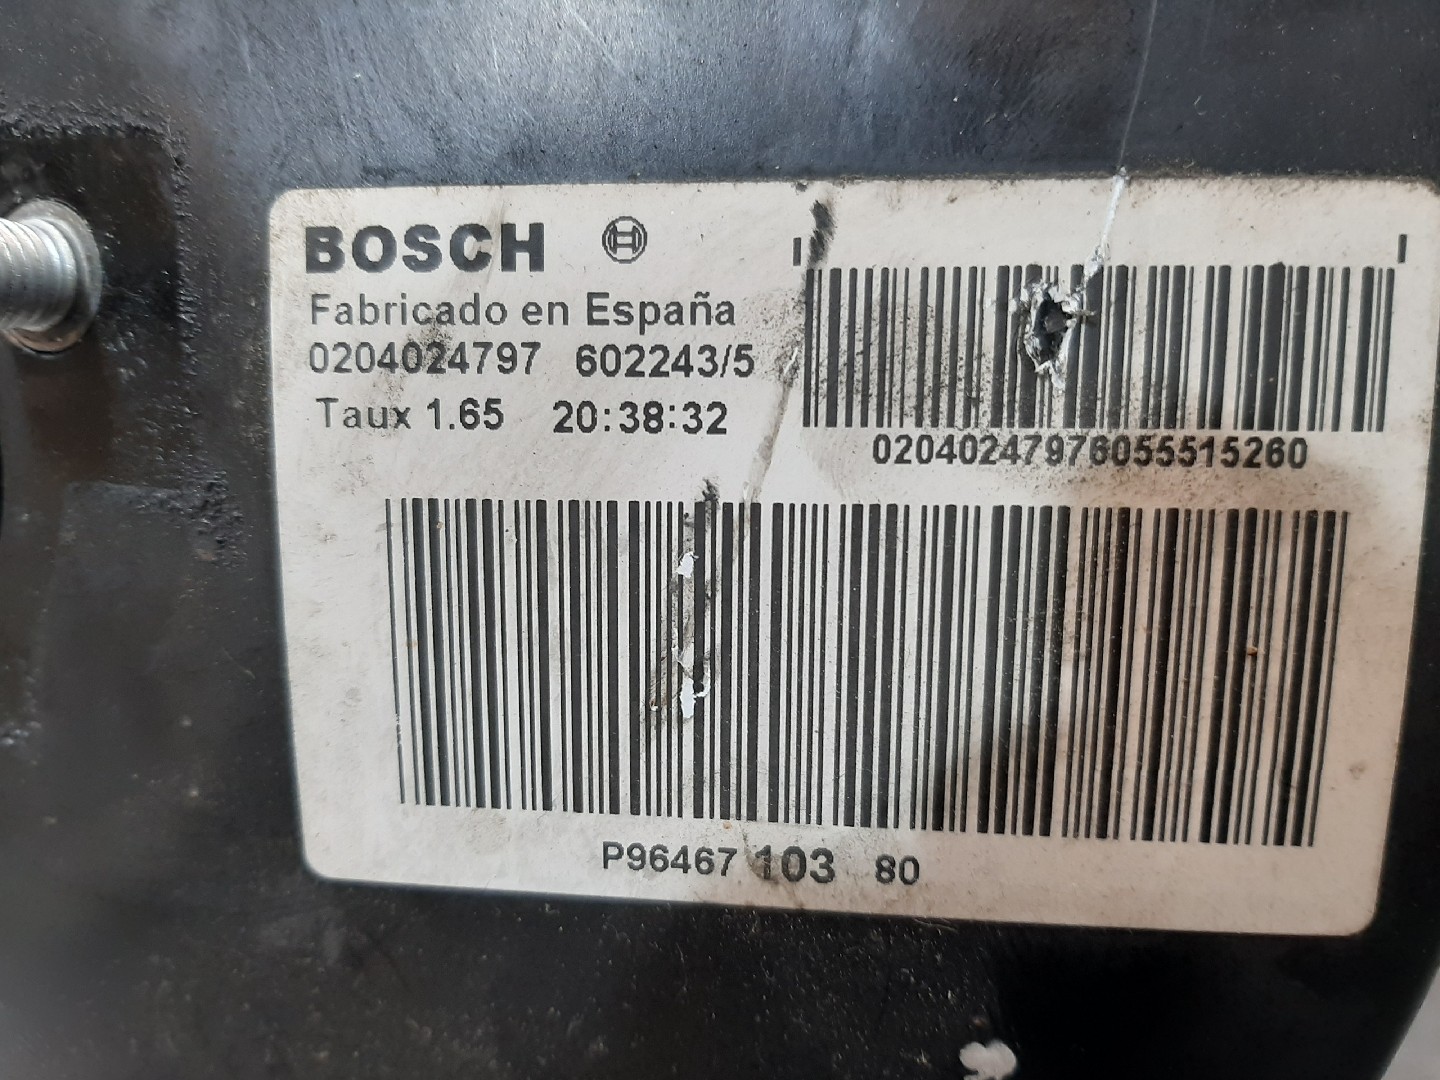 BOSCH
Fabricado en España
0204024797 602243/5
Taux 1.65 20:38:32
02040247976055515260
P96467 103 80